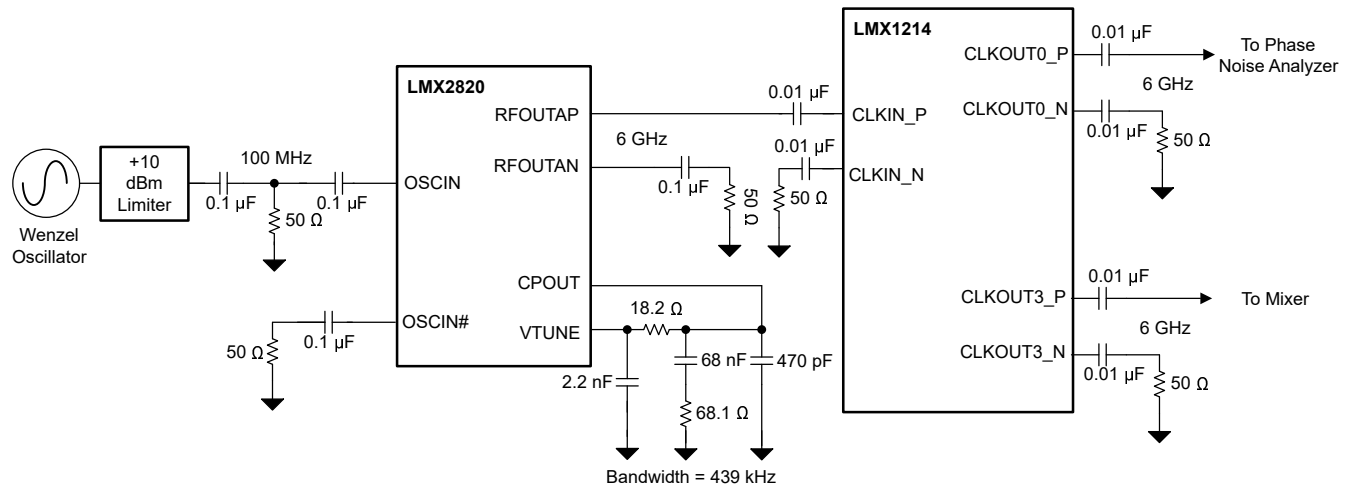 LMX1214
CLKOUT0_P
0.01 µF
To Phase
Noise Analyzer
6 GHz
CLKOUT0_N
0.01 µF
50 Ω
LMX2820
RFOUTAP
0.01 µF
CLKIN_P
6 GHz
0.01 µF
RFOUTAN
0.1 µF
50 Ω
CLKIN_N
50 Ω
+10
dBm
Limiter
100 MHz
0.1 µF
0.1 µF
50 Ω
OSCIN
Wenzel
Oscillator
CPOUT
18.2 Ω
VTUNE
OSCIN#
0.1 µF
50 Ω
2.2 nF
68 nF
470 pF
68.1 Ω
Bandwidth = 439 kHz
CLKOUT3_P
0.01 µF
To Mixer
6 GHz
CLKOUT3_N
0.01 µF
50 Ω